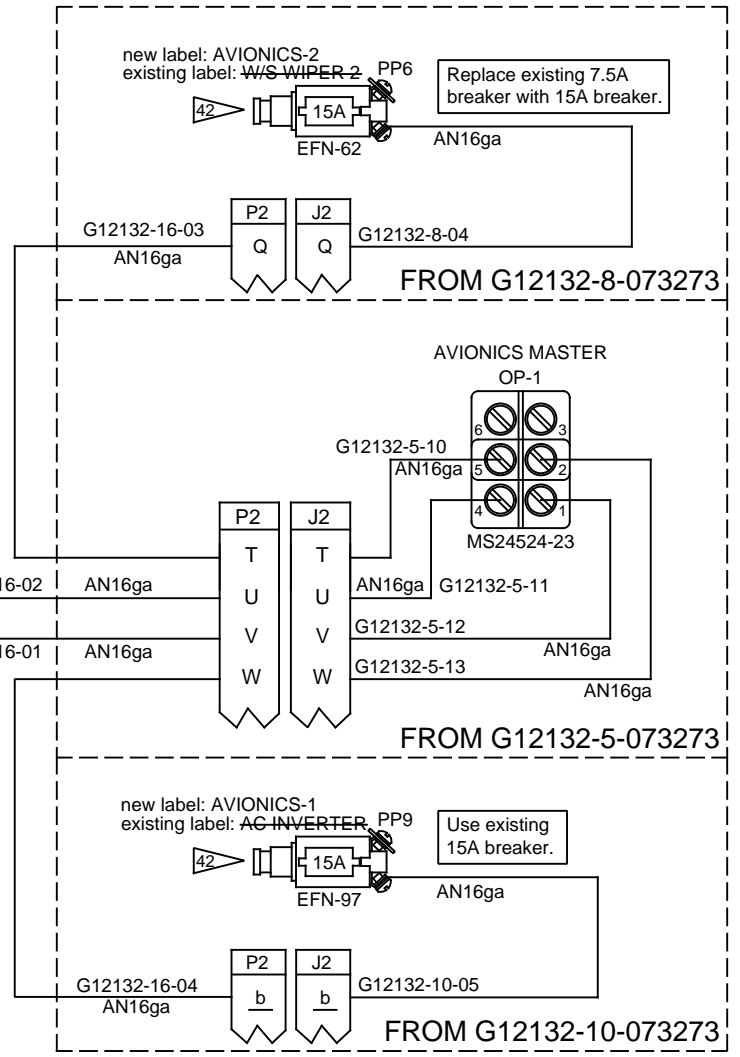 new label: AVIONICS-2
existing label: W/S WIPER 2
PP6
Replace existing 7.5A
breaker with 15A breaker.
42
15A
EFN-62
AN16ga
P2
J2
G12132-16-03
AN16ga
Q
Q
G12132-8-04
FROM G12132-8-073273
AVIONICS MASTER
OP-1
6
3
G12132-5-10
AN16ga
5
2
4
1
MS24524-23
P2
J2
T
T
16-02
AN16ga
U
U
AN16ga
G12132-5-11
16-01
AN16ga
V
V
G12132-5-12
AN16ga
W
W
G12132-5-13
AN16ga
FROM G12132-5-073273
new label: AVIONICS-1
existing label: AC INVERTER
PP9
Use existing
15A breaker.
42
15A
EFN-97
AN16ga
P2
J2
G12132-16-04
AN16ga
b
b
G12132-10-05
FROM G12132-10-073273